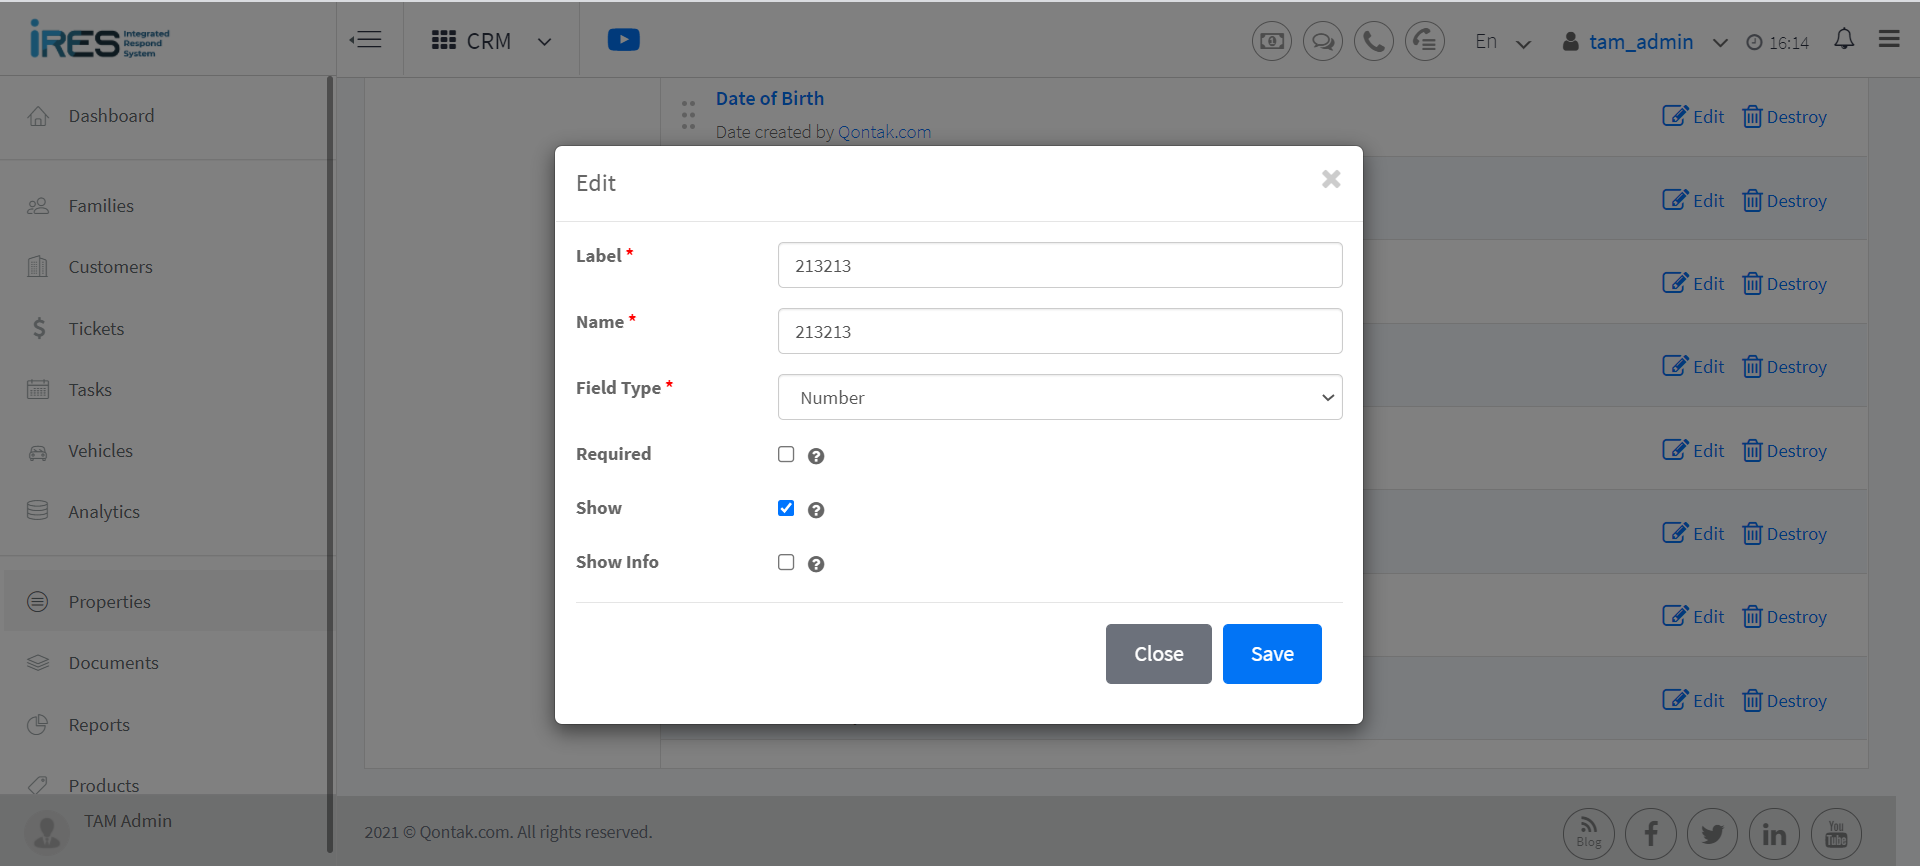 iRES Integrated
Respond
System
CRM
En
tam_admin
16:14
Dashboard
Families
Customers
Tickets
Tasks
Vehicles
Analytics
Properties
Documents
Reports
Products
TAM Admin
Date of Birth
Date created by Qontak.com
Edit Destroy
Edit Destroy
Edit Destroy
Edit Destroy
Edit Destroy
Edit Destroy
Edit Destroy
Edit Destroy
Edit
Label *
213213
Name *
213213
Field Type *
Number
Required
Show
Show Info
Close
Save
2021 © Qontak.com. All rights reserved.
Blog
You
Tube